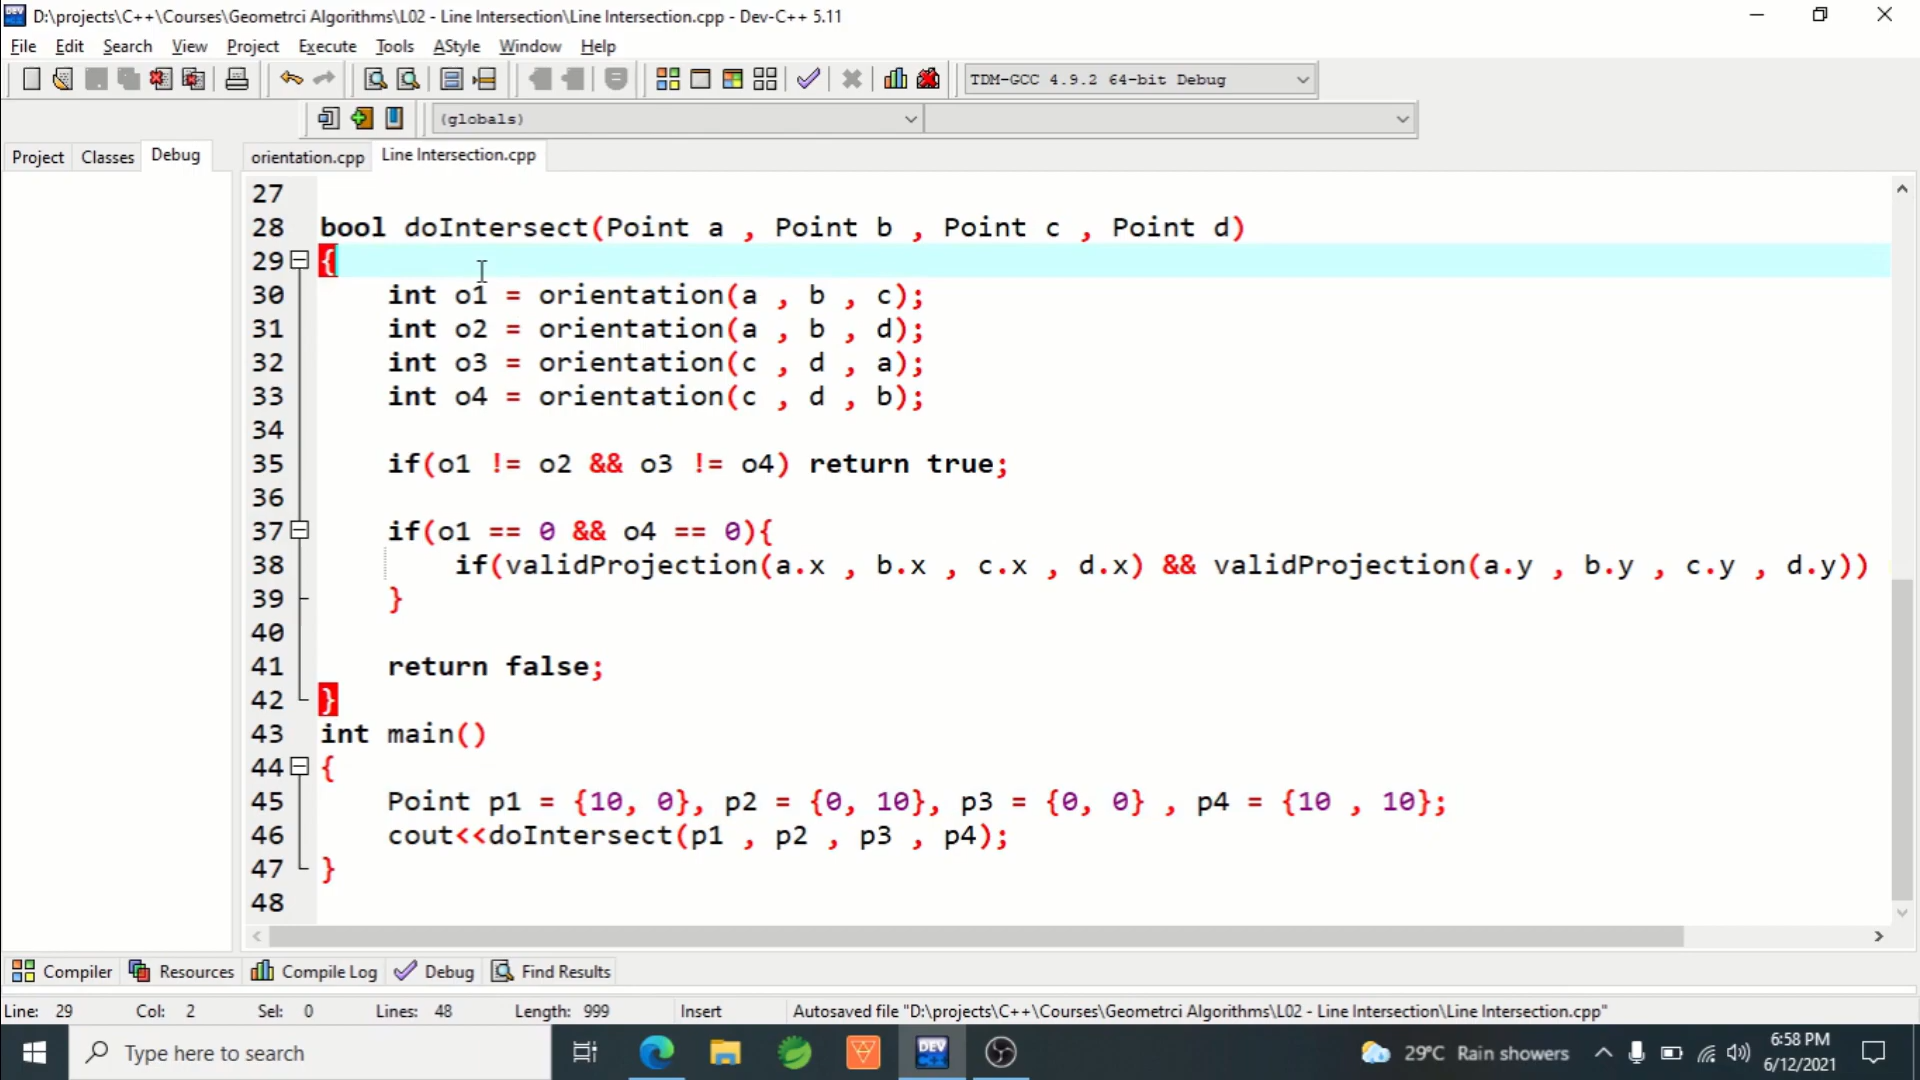 D:\projects\C++\Courses\Geometrci Algorithms\L02 - Line Intersection\Line Intersection.cpp - Dev-C++ 5.11
File Edit Search View Project Execute Tools AStyle Window Help
TDM-GCC 4.9.2 64-bit Debug
(globals)
Project Classes Debug orientation.cpp Line Intersection.cpp
27
28 bool doIntersect(Point a , Point b , Point c , Point d)
29 {
30 int o1 = orientation(a , b , c);
31 int o2 = orientation(a , b , d);
32 int o3 = orientation(c , d , a);
33 int o4 = orientation(c , d , b);
34
35 if(o1 != o2 && o3 != o4) return true;
36
37 if(o1 == 0 && o4 == 0){
38 if(validProjection(a.x , b.x , c.x , d.x) && validProjection(a.y , b.y , c.y , d.y))
39 }
40
41 return false;
42 }
43 int main()
44 {
45 Point p1 = {10, 0}, p2 = {0, 10}, p3 = {0, 0} , p4 = {10 , 10};
46 cout<<doIntersect(p1 , p2 , p3 , p4);
47 }
48
Compiler Resources Compile Log Debug Find Results
Line: 29 Col: 2 Sel: 0 Lines: 48 Length: 999 Insert Autosaved file "D:\projects\C++\Courses\Geometrci Algorithms\L02 - Line Intersection\Line Intersection.cpp"
Type here to search DEV C++ 29°C Rain showers 6:58 PM
6/12/2021